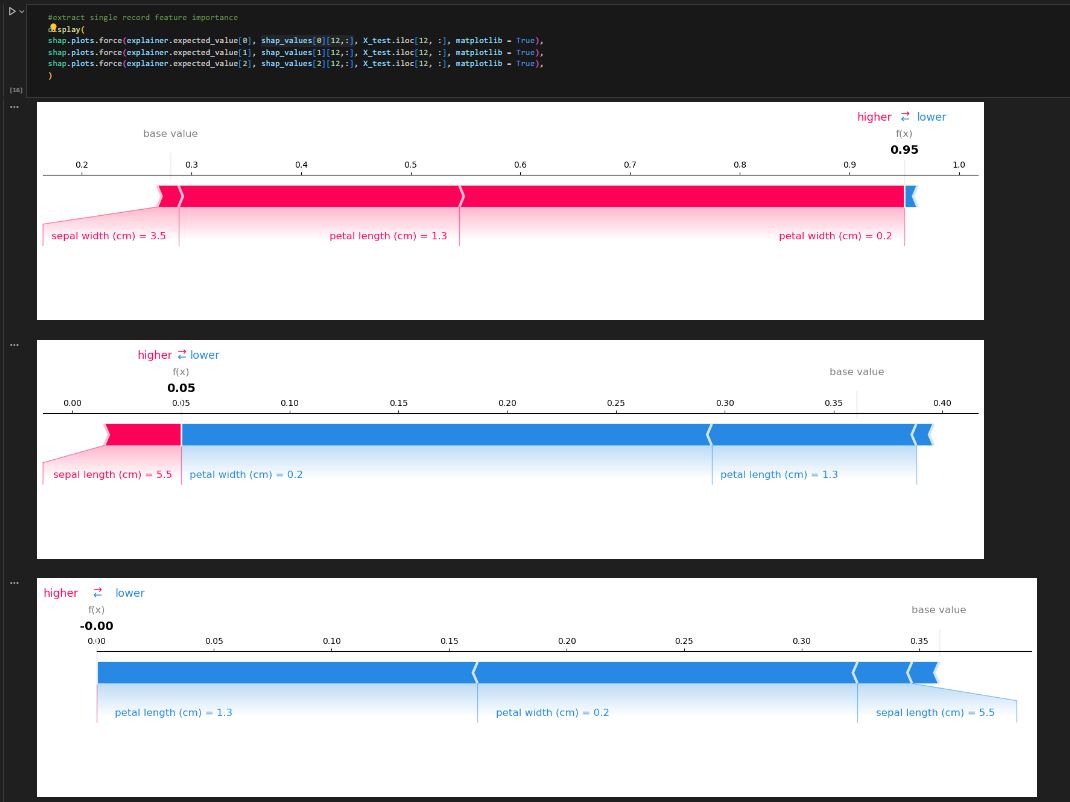 #extract single record feature importance
display(
shap.plots.force(explainer.expected_value[0], shap_values[0][12,:], X_test.iloc[12, :], matplotlib = True),
shap.plots.force(explainer.expected_value[1], shap_values[1][12,:], X_test.iloc[12, :], matplotlib = True),
shap.plots.force(explainer.expected_value[2], shap_values[2][12,:], X_test.iloc[12, :], matplotlib = True),
)
[16]
...
higher ⇄ lower
base value f(x)
0.95
0.2 0.3 0.4 0.5 0.6 0.7 0.8 0.9 1.0
sepal width (cm) = 3.5 petal length (cm) = 1.3 petal width (cm) = 0.2
...
higher ⇄ lower
f(x) base value
0.05
0.00 0.05 0.10 0.15 0.20 0.25 0.30 0.35 0.40
sepal length (cm) = 5.5 petal width (cm) = 0.2 petal length (cm) = 1.3
...
higher ⇄ lower
f(x) base value
-0.00
0.00 0.05 0.10 0.15 0.20 0.25 0.30 0.35
petal length (cm) = 1.3 petal width (cm) = 0.2 sepal length (cm) = 5.5